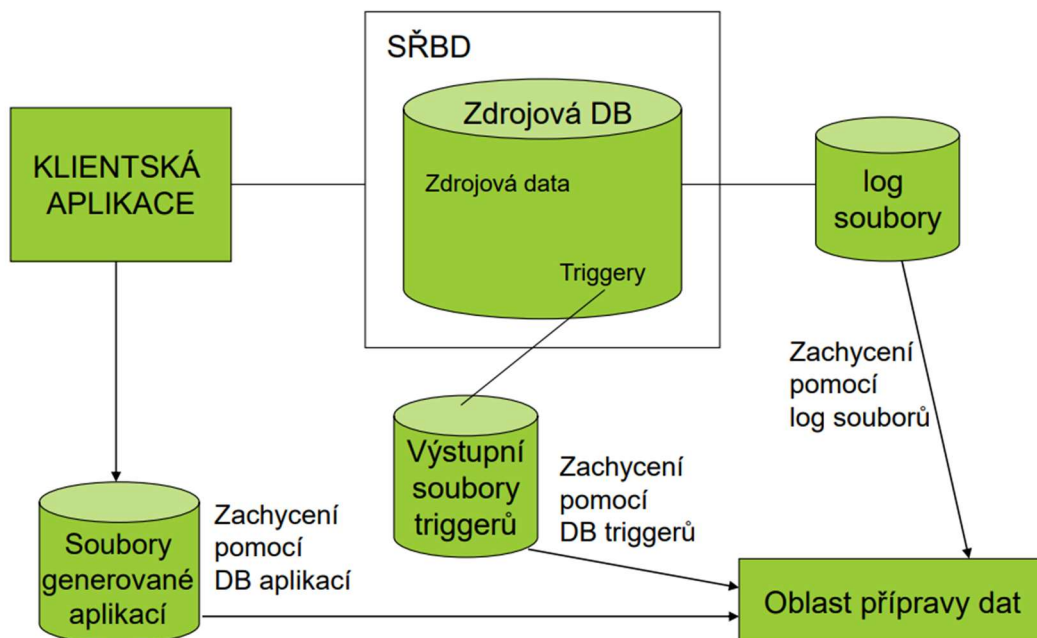 SŘBD
Zdrojová DB
KLIENTSKÁ
APLIKACE
Zdrojová data
log
soubory
Triggery
Zachycení
pomocí
log souborů
Výstupní
soubory
triggerů
Zachycení
pomocí
DB triggerů
Soubory
generované
aplikací
Zachycení
pomocí
DB aplikací
Oblast přípravy dat